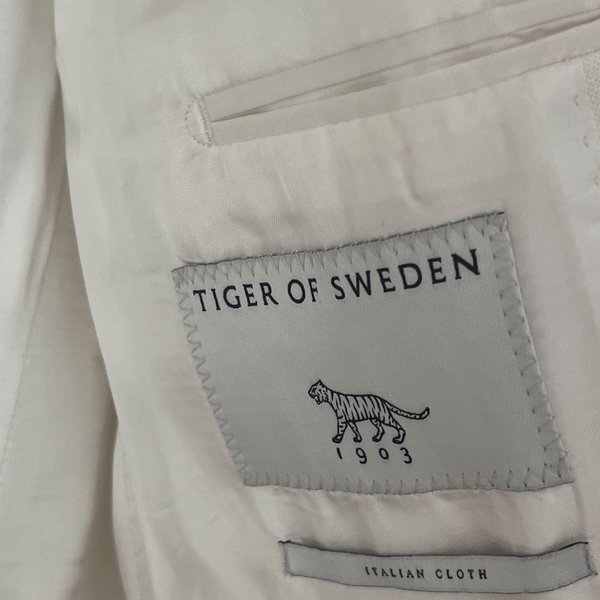 TIGER OF SWEDEN
1903
ITALIAN CLOTH